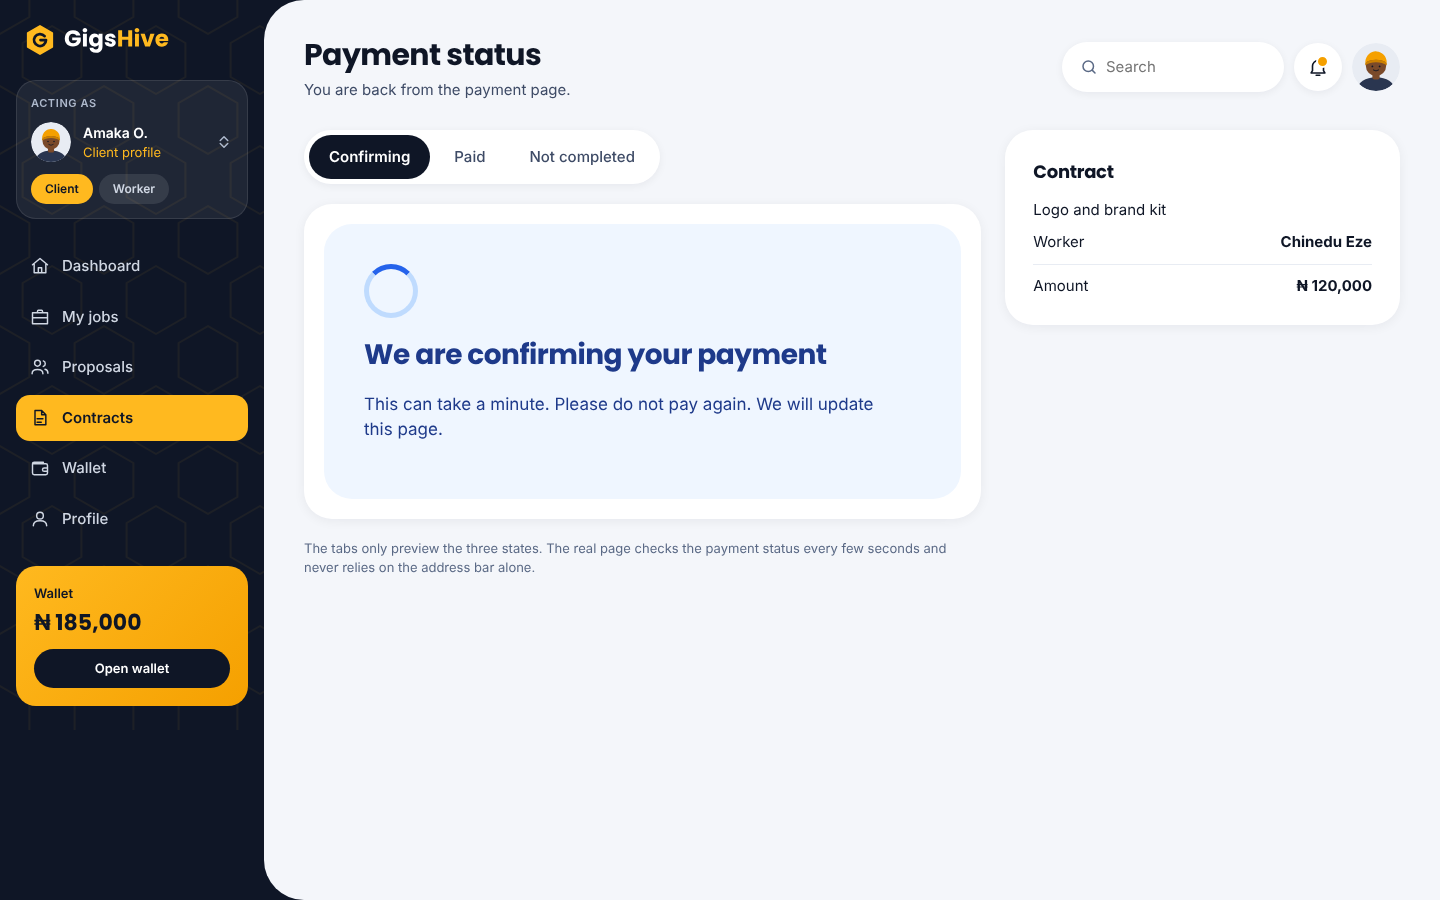 GigsHive
ACTING AS
Amaka O.
Client profile
Client
Worker
Dashboard
My jobs
Proposals
Contracts
Wallet
Profile
Wallet
₦ 185,000
Open wallet
Payment status
You are back from the payment page.
Search
Confirming
Paid
Not completed
We are confirming your payment
This can take a minute. Please do not pay again. We will update
this page.
The tabs only preview the three states. The real page checks the payment status every few seconds and
never relies on the address bar alone.
Contract
Logo and brand kit
Worker Chinedu Eze
Amount ₦ 120,000